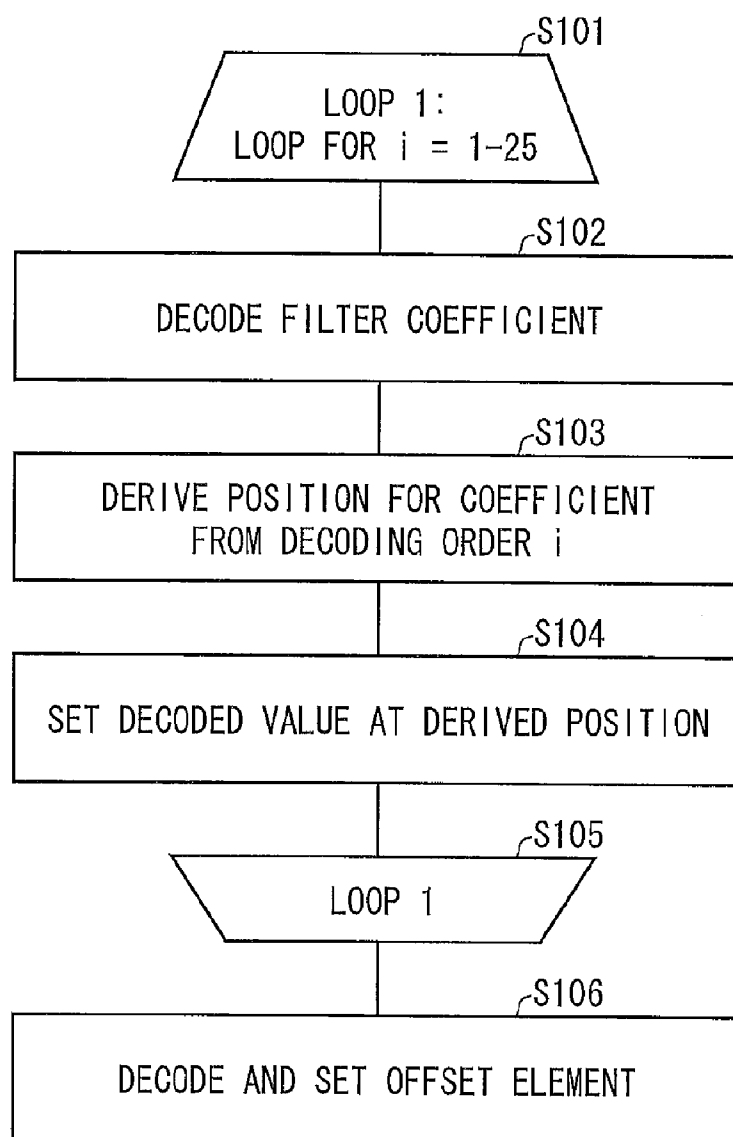 S101
LOOP 1:
LOOP FOR i = 1-25
S102
DECODE FILTER COEFFICIENT
S103
DERIVE POSITION FOR COEFFICIENT
FROM DECODING ORDER i
S104
SET DECODED VALUE AT DERIVED POSITION
S105
LOOP 1
S106
DECODE AND SET OFFSET ELEMENT